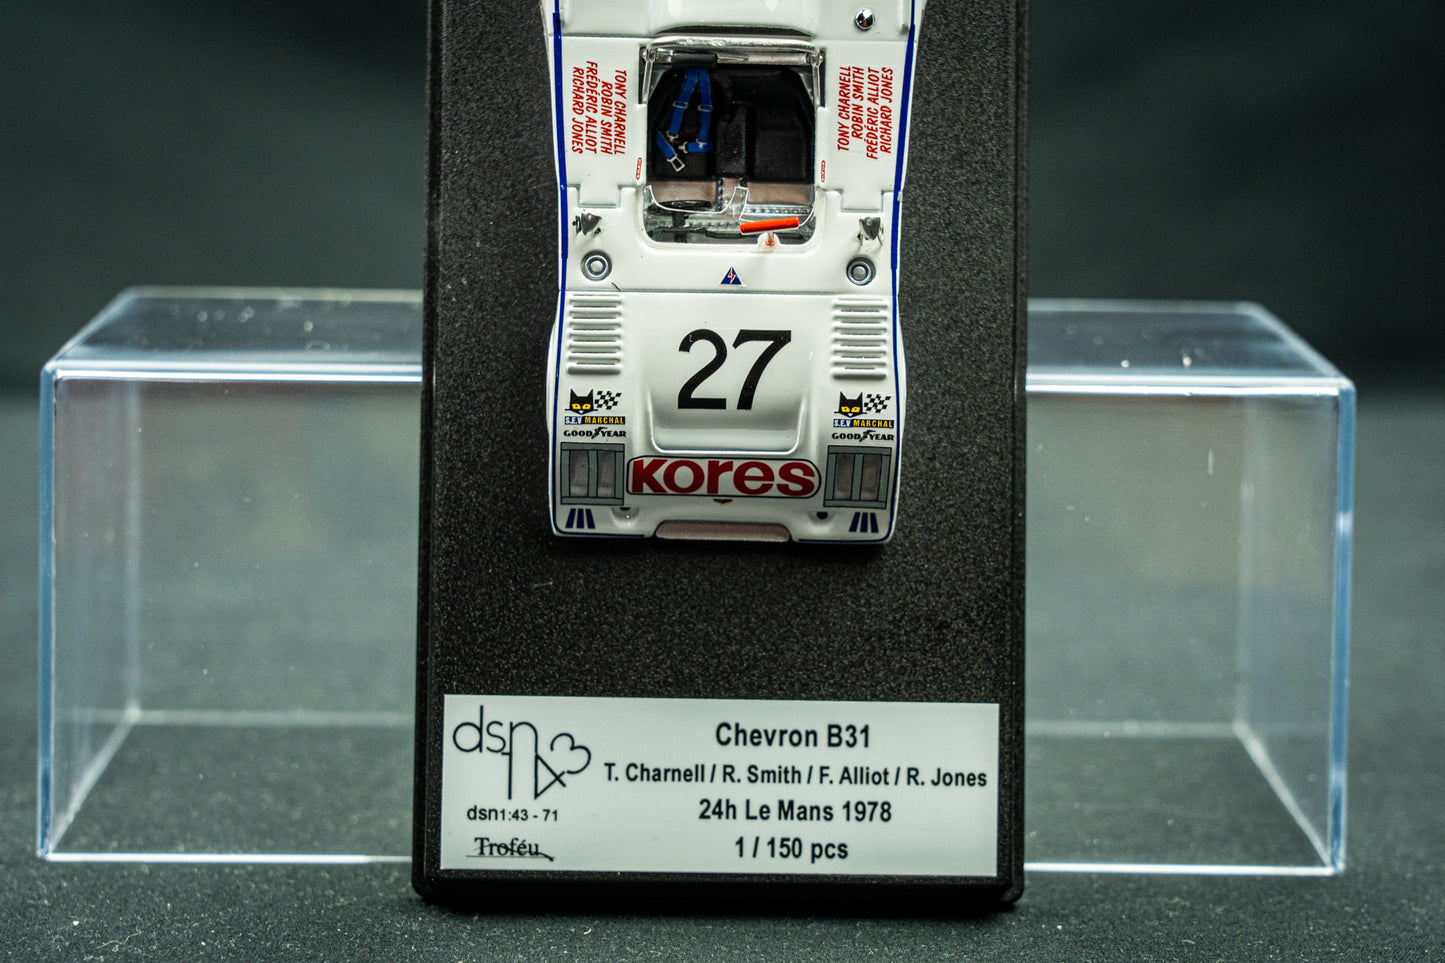 TONY CHARNELL
ROBIN SMITH
FRÉDÉRIC ALLIOT
RICHARD JONES
TONY CHARNELL
ROBIN SMITH
FRÉDÉRIC ALLIOT
RICHARD JONES
27
S.E.V MARCHAL
GOODYEAR
S.E.V MARCHAL
GOODYEAR
KORES
dsn43
Chevron B31
T. Charnell / R. Smith / F. Alliot / R. Jones
24h Le Mans 1978
1 / 150 pcs
dsn1:43 - 71
Troféu